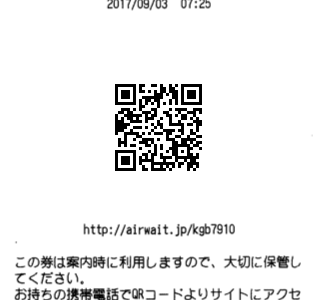 2017/09/03 07:25
http://airwait.jp/kgb7910
この券は案内時に利用しますので、大切に保管し
てください。
お持ちの携帯電話でQRコードよりサイトにアクセ